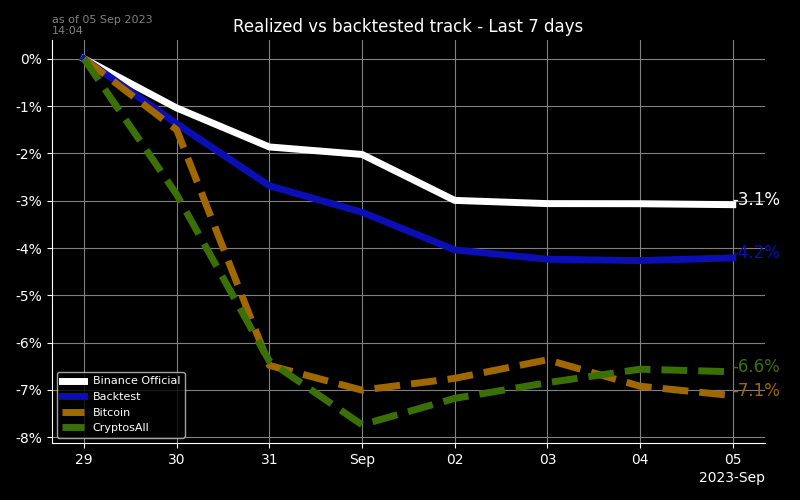 as of 05 Sep 2023
14:04
Realized vs backtested track - Last 7 days
0%
-1%
-2%
-3%
-4%
-5%
-6%
-7%
-8%
-3.1%
-4.2%
-6.6%
-7.1%
Binance Official
Backtest
Bitcoin
CryptosAll
29 30 31 Sep 02 03 04 05
2023-Sep